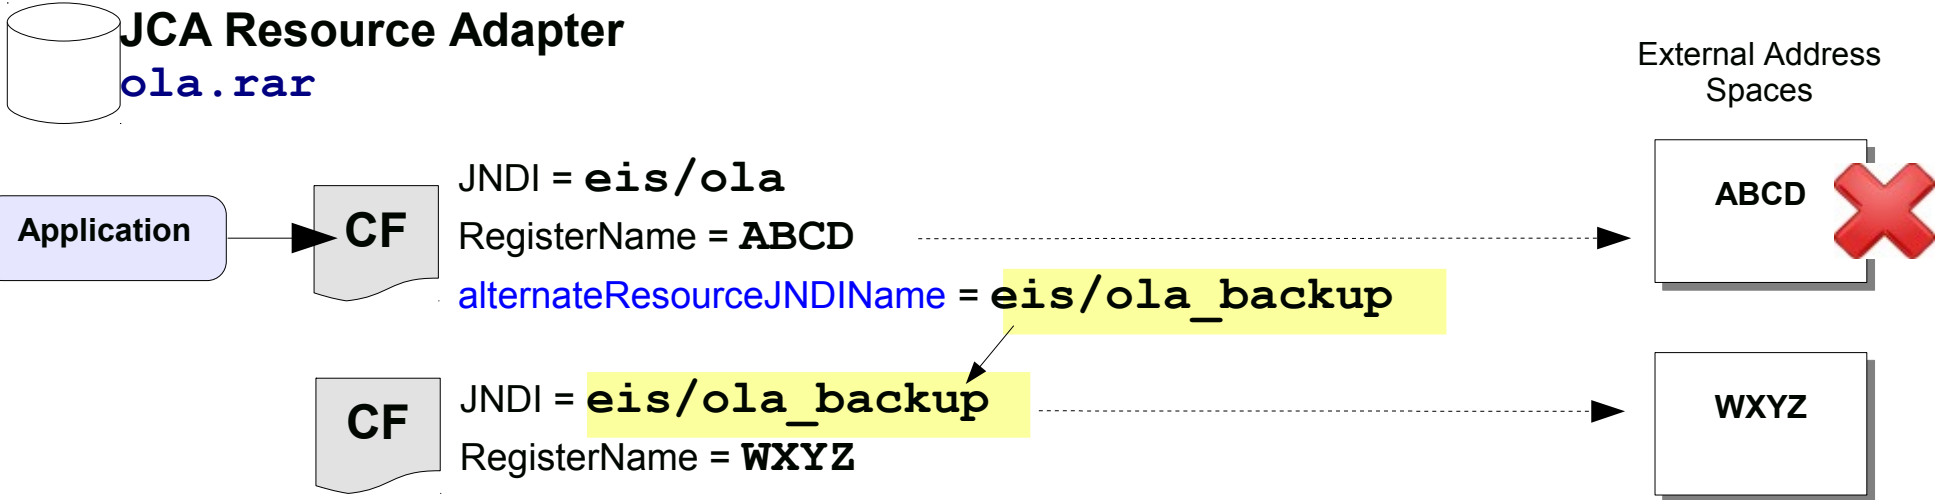 JCA Resource Adapter
ola.rar
External Address
Spaces
Application
CF
JNDI = eis/ola
RegisterName = ABCD
alternateResourceJNDIName = eis/ola_backup
ABCD
CF
JNDI = eis/ola_backup
RegisterName = WXYZ
WXYZ